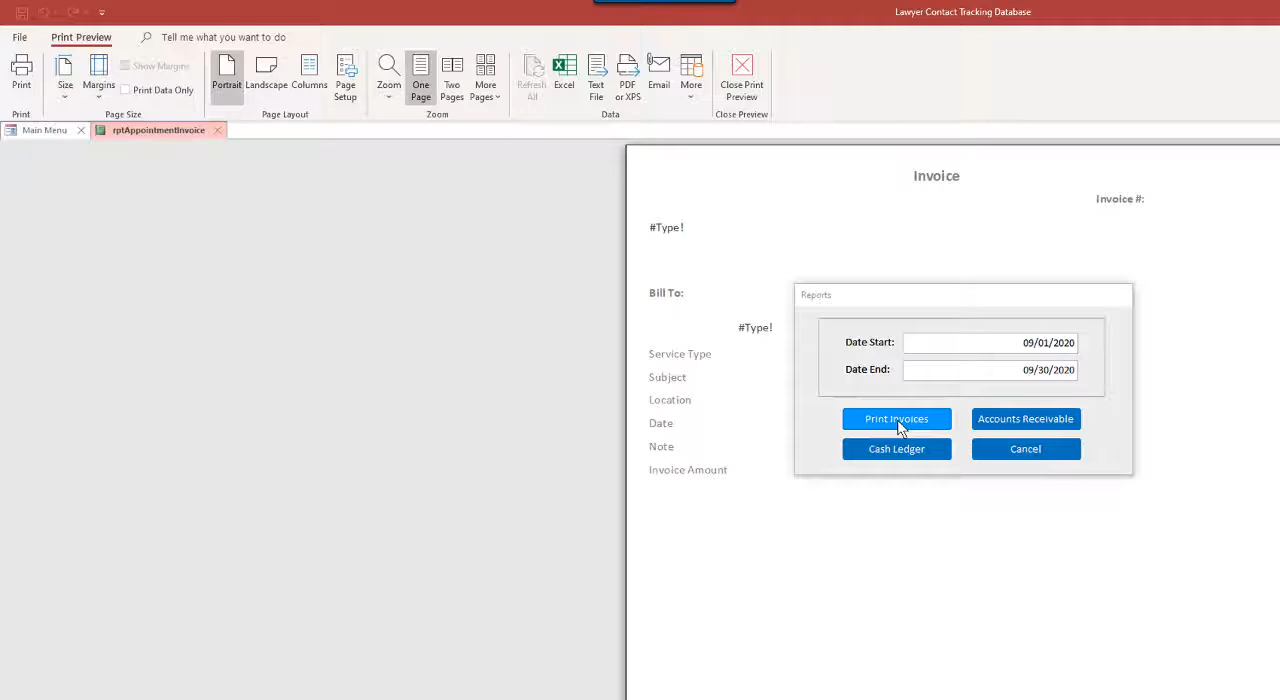 Lawyer Contact Tracking Database
File Print Preview Tell me what you want to do
Print
Size
Margins
Show Margins
Print Data Only
Portrait
Landscape
Columns
Page Setup
Zoom
One Page
Two Pages
More Pages
Refresh All
Excel
Text File
PDF or XPS
Email
More
Close Print Preview
Print Page Size Page Layout Zoom Data Close Preview
Main Menu rptAppointmentInvoice
Invoice
Invoice #:
#Type!
Bill To:
#Type!
Service Type
Subject
Location
Date
Note
Invoice Amount
Reports
Date Start: 09/01/2020
Date End: 09/30/2020
Print Invoices Accounts Receivable
Cash Ledger Cancel